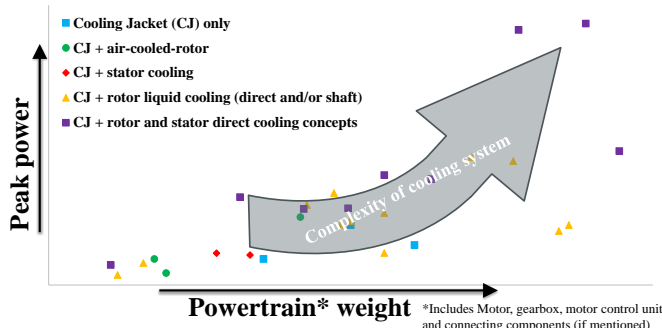 Cooling Jacket (CJ) only
CJ + air-cooled-rotor
CJ + stator cooling
CJ + rotor liquid cooling (direct and/or shaft)
CJ + rotor and stator direct cooling concepts
Peak power
Complexity of cooling system
Powertrain* weight
*Includes Motor, gearbox, motor control unit
and connecting components (if mentioned)